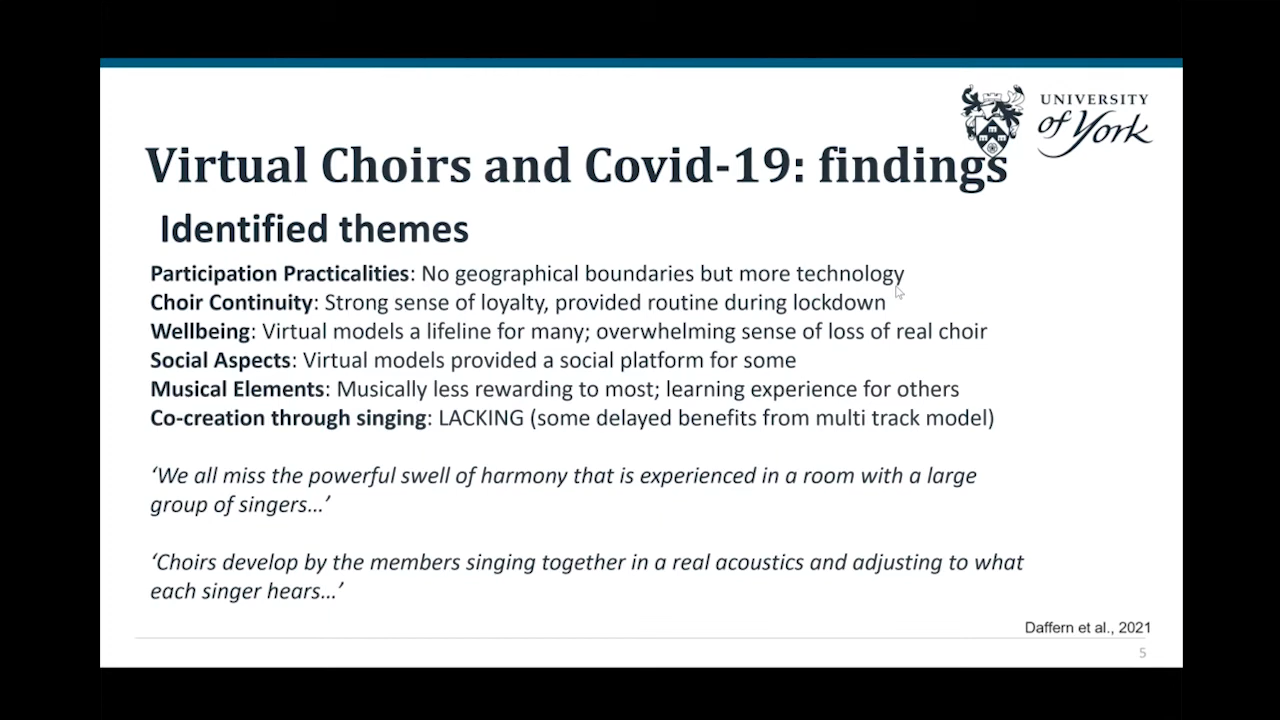 UNIVERSITY
of York
Virtual Choirs and Covid-19: findings
Identified themes
Participation Practicalities: No geographical boundaries but more technology
Choir Continuity: Strong sense of loyalty, provided routine during lockdown
Wellbeing: Virtual models a lifeline for many; overwhelming sense of loss of real choir
Social Aspects: Virtual models provided a social platform for some
Musical Elements: Musically less rewarding to most; learning experience for others
Co-creation through singing: LACKING (some delayed benefits from multi track model)
‘We all miss the powerful swell of harmony that is experienced in a room with a large
group of singers…’
‘Choirs develop by the members singing together in a real acoustics and adjusting to what
each singer hears…’
Daffern et al., 2021
5